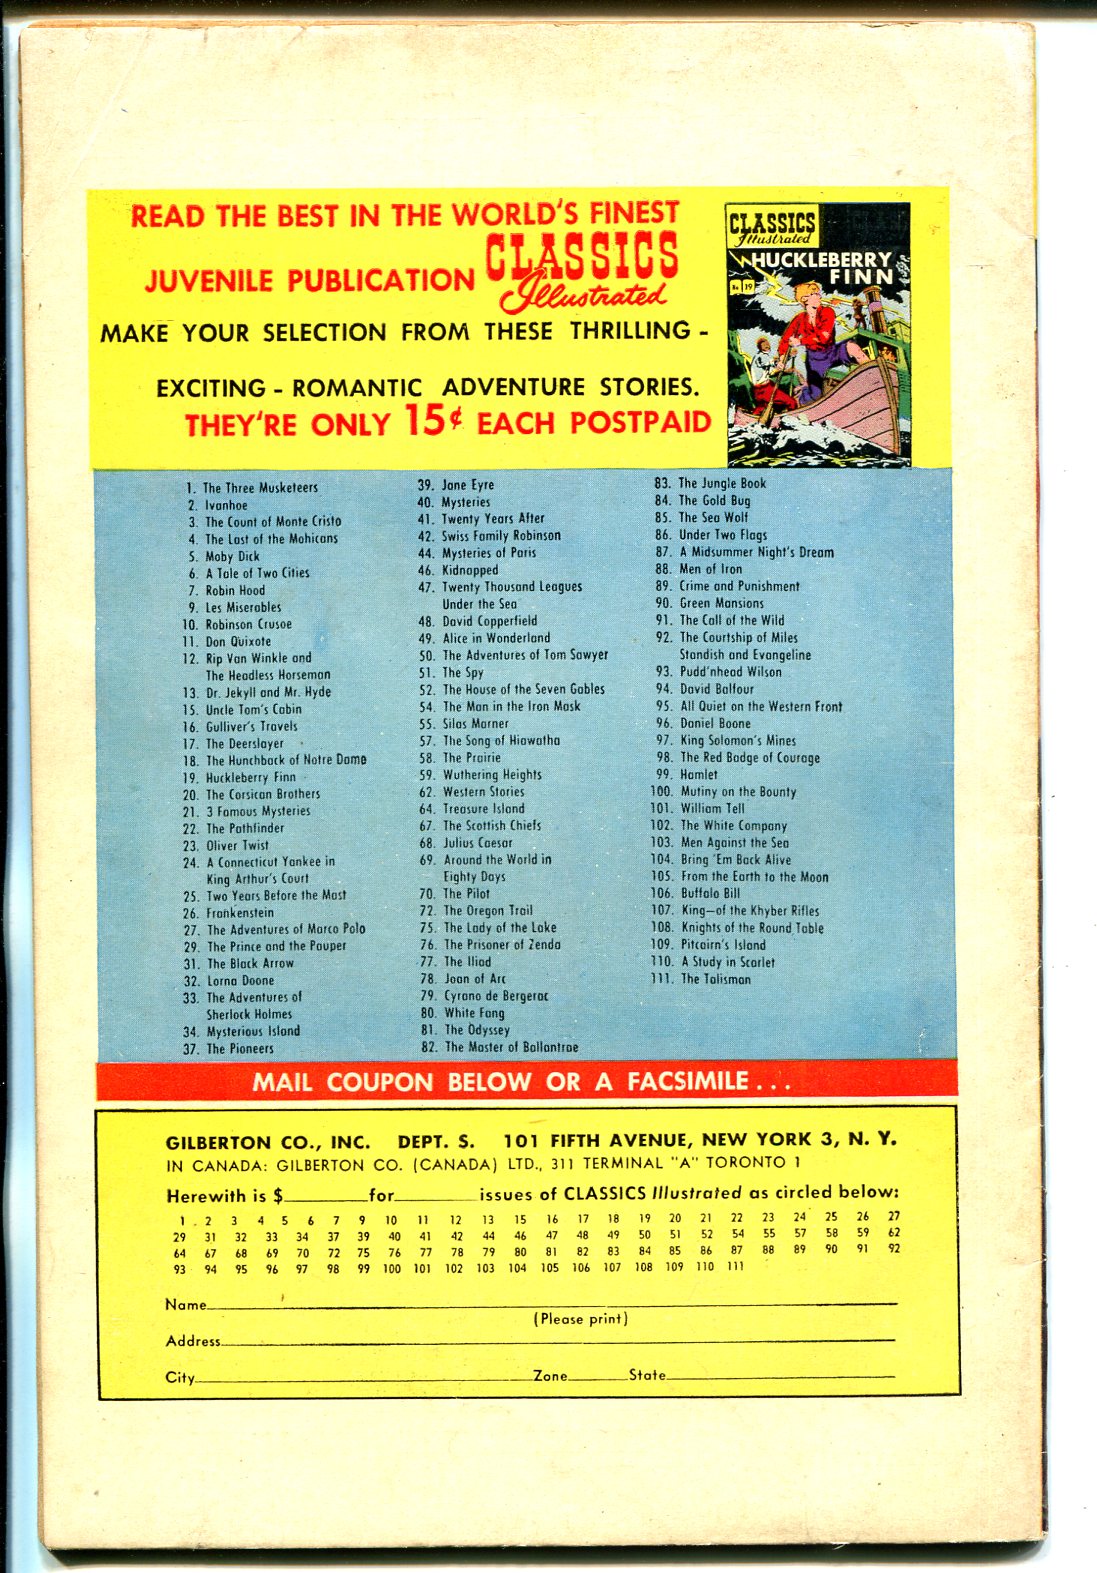 READ THE BEST IN THE WORLD'S FINEST
JUVENILE PUBLICATION CLASSICS Illustrated
MAKE YOUR SELECTION FROM THESE THRILLING -
EXCITING - ROMANTIC ADVENTURE STORIES.
THEY'RE ONLY 15¢ EACH POSTPAID
CLASSICS
Illustrated
HUCKLEBERRY
FINN
No 19
1. The Three Musketeers
2. Ivanhoe
3. The Count of Monte Cristo
4. The Last of the Mohicans
5. Moby Dick
6. A Tale of Two Cities
7. Robin Hood
9. Les Miserables
10. Robinson Crusoe
11. Don Quixote
12. Rip Van Winkle and
The Headless Horseman
13. Dr. Jekyll and Mr. Hyde
15. Uncle Tom's Cabin
16. Gulliver's Travels
17. The Deerslayer
18. The Hunchback of Notre Dame
19. Huckleberry Finn
20. The Corsican Brothers
21. 3 Famous Mysteries
22. The Pathfinder
23. Oliver Twist
24. A Connecticut Yankee in
King Arthur's Court
25. Two Years Before the Mast
26. Frankenstein
27. The Adventures of Marco Polo
29. The Prince and the Pauper
31. The Black Arrow
32. Lorna Doone
33. The Adventures of
Sherlock Holmes
34. Mysterious Island
37. The Pioneers
39. Jane Eyre
40. Mysteries
41. Twenty Years After
42. Swiss Family Robinson
44. Mysteries of Paris
46. Kidnapped
47. Twenty Thousand Leagues
Under the Sea
48. David Copperfield
49. Alice in Wonderland
50. The Adventures of Tom Sawyer
51. The Spy
52. The House of the Seven Gables
54. The Man in the Iron Mask
55. Silas Marner
57. The Song of Hiawatha
58. The Prairie
59. Wuthering Heights
62. Western Stories
64. Treasure Island
67. The Scottish Chiefs
68. Julius Caesar
69. Around the World in
Eighty Days
70. The Pilot
72. The Oregon Trail
75. The Lady of the Lake
76. The Prisoner of Zenda
77. The Iliad
78. Joan of Arc
79. Cyrano de Bergerac
80. White Fang
81. The Odyssey
82. The Master of Ballantrae
83. The Jungle Book
84. The Gold Bug
85. The Sea Wolf
86. Under Two Flags
87. A Midsummer Night's Dream
88. Men of Iron
89. Crime and Punishment
90. Green Mansions
91. The Call of the Wild
92. The Courtship of Miles
Standish and Evangeline
93. Pudd'nhead Wilson
94. David Balfour
95. All Quiet on the Western Front
96. Daniel Boone
97. King Solomon's Mines
98. The Red Badge of Courage
99. Hamlet
100. Mutiny on the Bounty
101. William Tell
102. The White Company
103. Men Against the Sea
104. Bring 'Em Back Alive
105. From the Earth to the Moon
106. Buffalo Bill
107. King—of the Khyber Rifles
108. Knights of the Round Table
109. Pitcairn's Island
110. A Study in Scarlet
111. The Talisman
MAIL COUPON BELOW OR A FACSIMILE . . .
GILBERTON CO., INC. DEPT. S. 101 FIFTH AVENUE, NEW YORK 3, N. Y.
IN CANADA: GILBERTON CO. (CANADA) LTD., 311 TERMINAL "A" TORONTO 1
Herewith is $________for________issues of CLASSICS Illustrated as circled below:
1 2 3 4 5 6 7 9 10 11 12 13 15 16 17 18 19 20 21 22 23 24 25 26 27
29 31 32 33 34 37 39 40 41 42 44 46 47 48 49 50 51 52 54 55 57 58 59 62
64 67 68 69 70 72 75 76 77 78 79 80 81 82 83 84 85 86 87 88 89 90 91 92
93 94 95 96 97 98 99 100 101 102 103 104 105 106 107 108 109 110 111
Name
(Please print)
Address
City Zone State